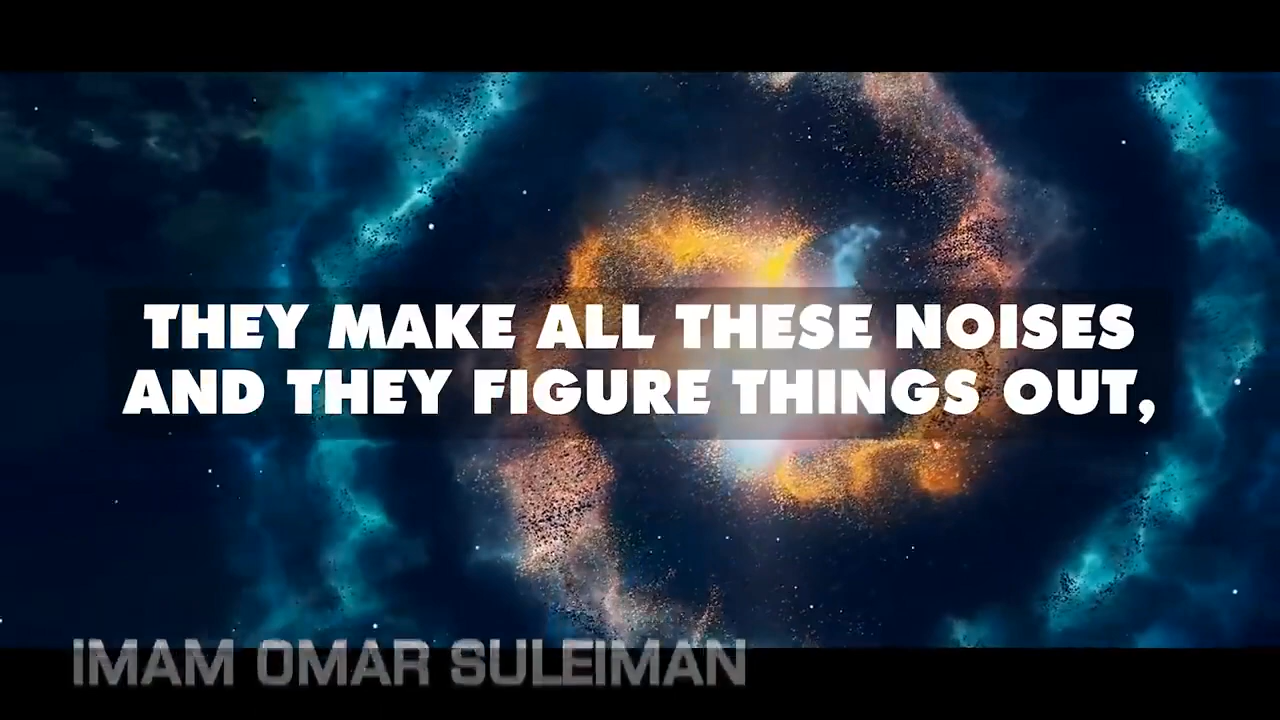 THEY MAKE ALL THESE NOISES
AND THEY FIGURE THINGS OUT,
IMAM OMAR SULEIMAN